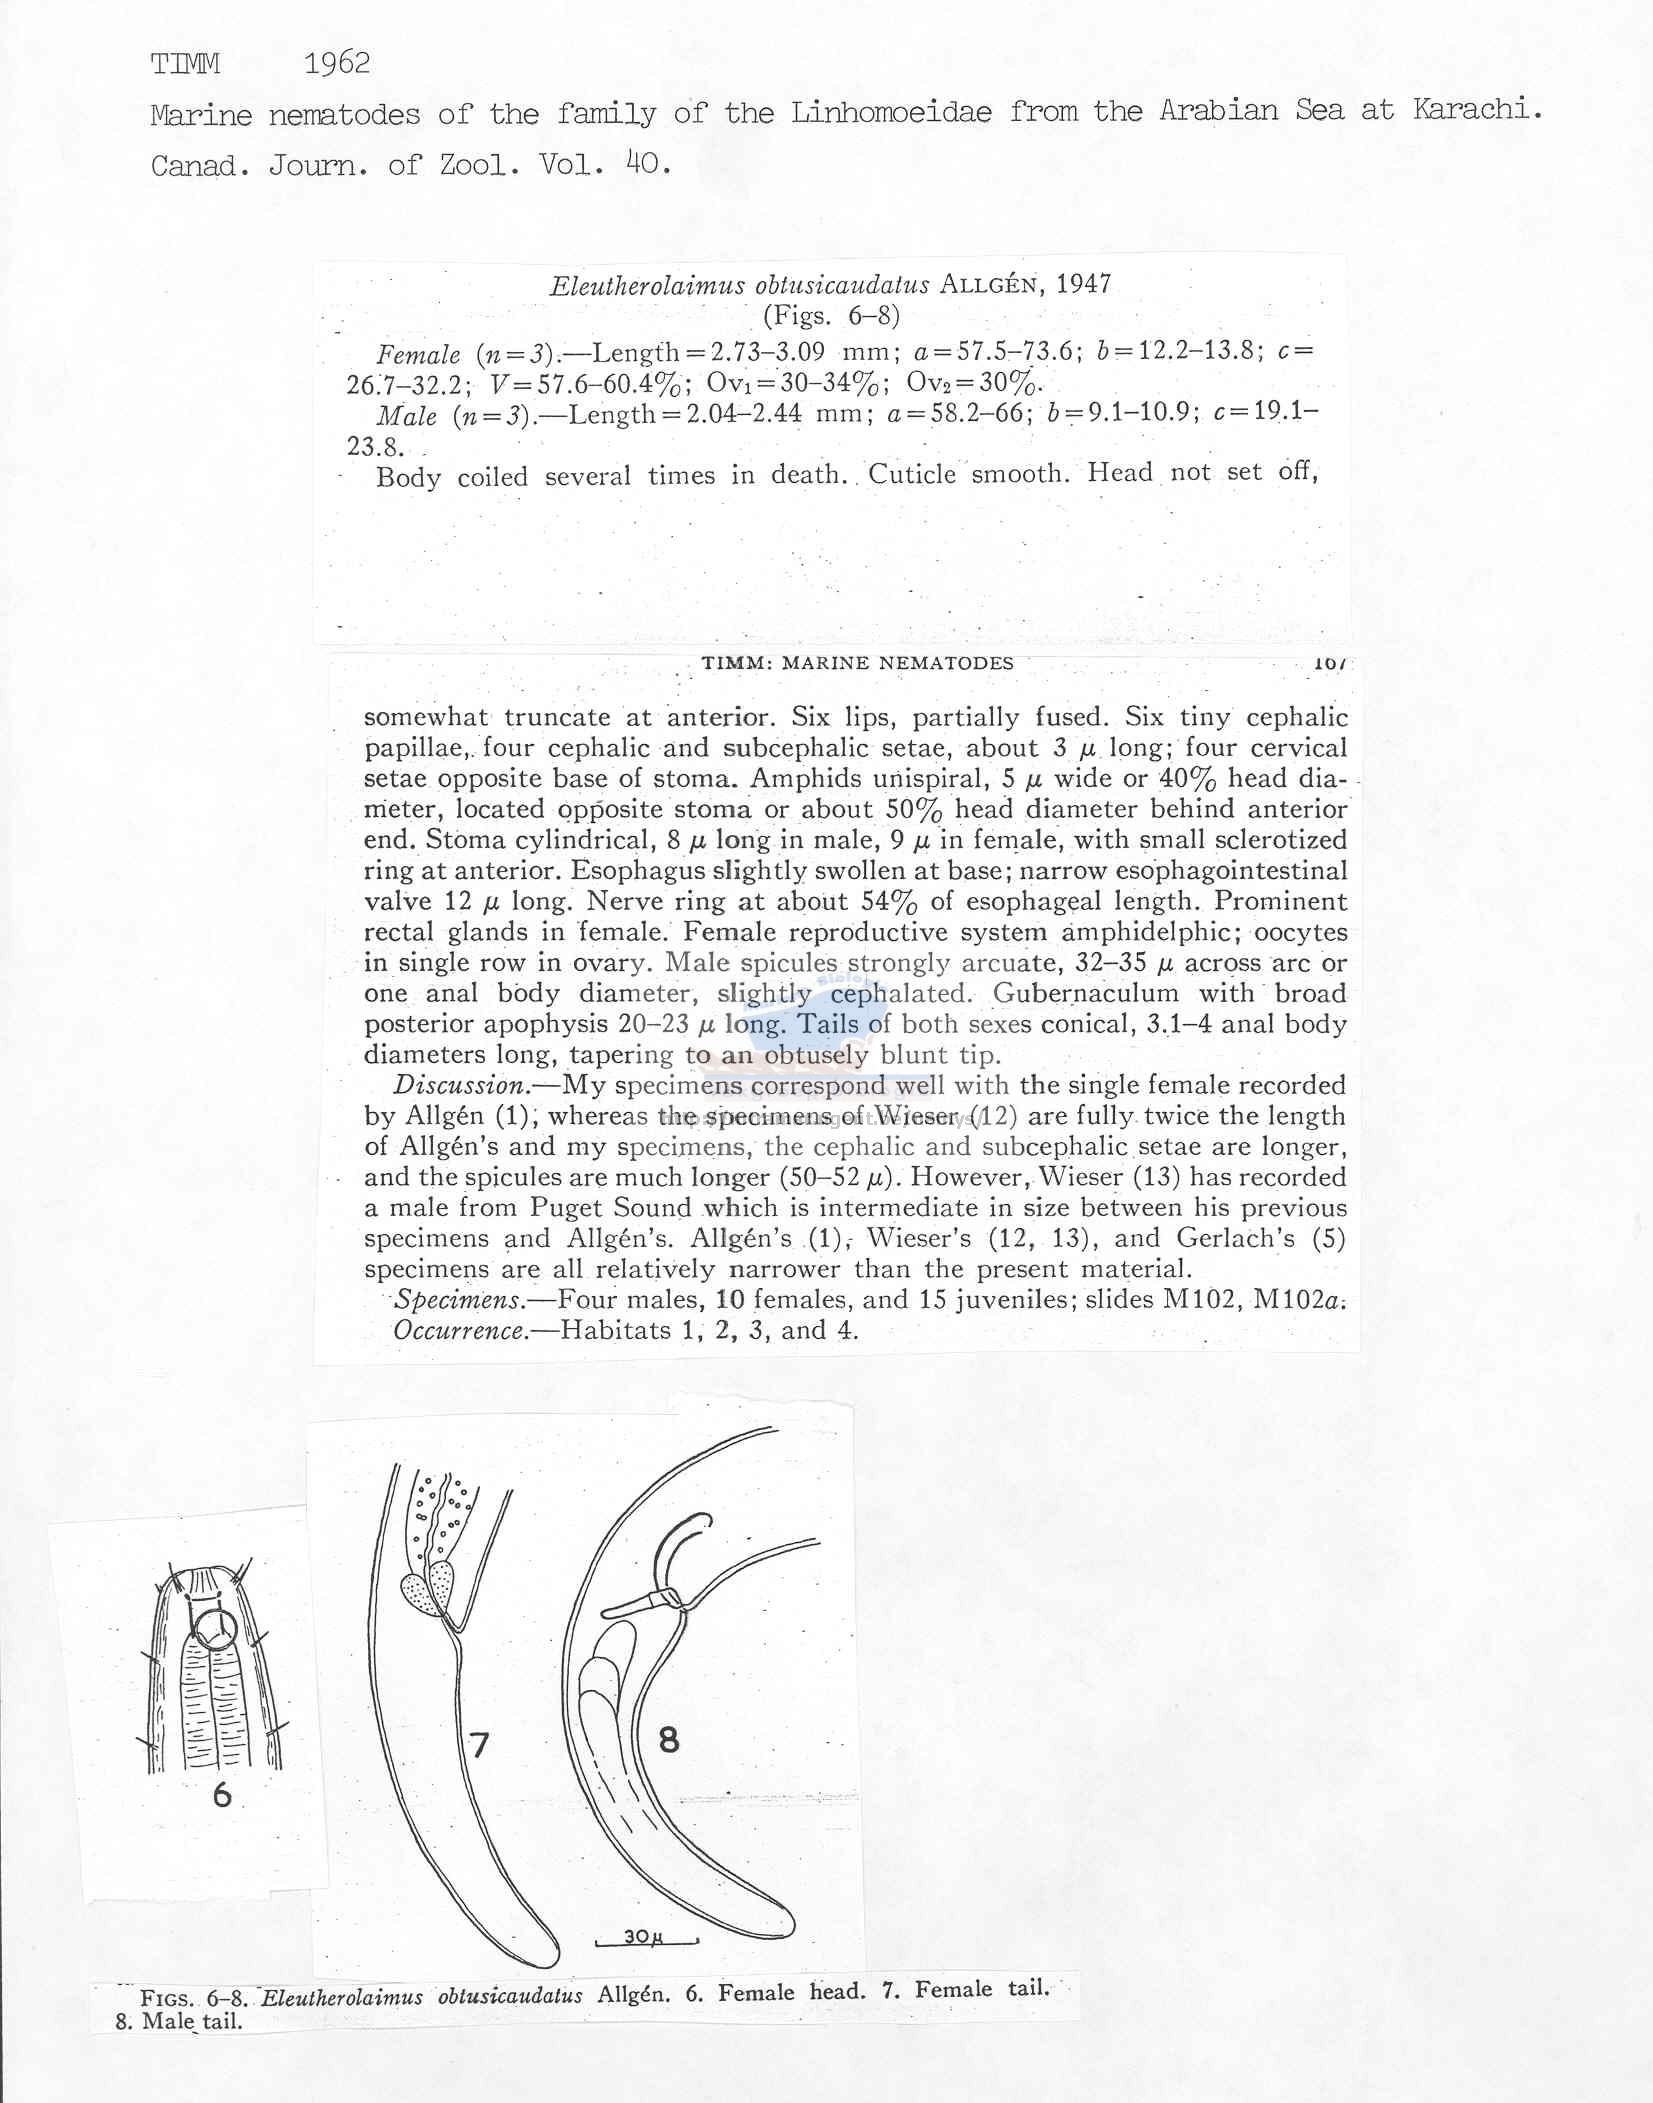 TIMM 1962
Marine nematodes of the family of the Linhomoeidae from the Arabian Sea at Karachi.
Canad. Journ. of Zool. Vol. 40.
Eleutherolaimus obtusicaudatus ALLGÉN, 1947
(Figs. 6–8)
Female (n=3).—Length=2.73–3.09 mm; a=57.5–73.6; b=12.2–13.8; c=
26.7–32.2; V=57.6–60.4%; Ov₁=30–34%; Ov₂=30%.
Male (n=3).—Length=2.04–2.44 mm; a=58.2–66; b=9.1–10.9; c=19.1–
23.8.
Body coiled several times in death. Cuticle smooth. Head not set off,
TIMM: MARINE NEMATODES 167
somewhat truncate at anterior. Six lips, partially fused. Six tiny cephalic
papillae, four cephalic and subcephalic setae, about 3 μ long; four cervical
setae opposite base of stoma. Amphids unispiral, 5 μ wide or 40% head dia-
meter, located opposite stoma or about 50% head diameter behind anterior
end. Stoma cylindrical, 8 μ long in male, 9 μ in female, with small sclerotized
ring at anterior. Esophagus slightly swollen at base; narrow esophagointestinal
valve 12 μ long. Nerve ring at about 54% of esophageal length. Prominent
rectal glands in female. Female reproductive system amphidelphic; oocytes
in single row in ovary. Male spicules strongly arcuate, 32–35 μ across arc or
one anal body diameter, slightly cephalated. Gubernaculum with broad
posterior apophysis 20–23 μ long. Tails of both sexes conical, 3.1–4 anal body
diameters long, tapering to an obtusely blunt tip.
Discussion.—My specimens correspond well with the single female recorded
by Allgén (1), whereas the specimens of Wieser (12) are fully twice the length
of Allgén's and my specimens, the cephalic and subcephalic setae are longer,
and the spicules are much longer (50–52 μ). However, Wieser (13) has recorded
a male from Puget Sound which is intermediate in size between his previous
specimens and Allgén's. Allgén's (1), Wieser's (12, 13), and Gerlach's (5)
specimens are all relatively narrower than the present material.
Specimens.—Four males, 10 females, and 15 juveniles; slides M102, M102a.
Occurrence.—Habitats 1, 2, 3, and 4.
6
7
8
30μ
FIGS. 6–8. Eleutherolaimus obtusicaudatus Allgén. 6. Female head. 7. Female tail.
8. Male tail.